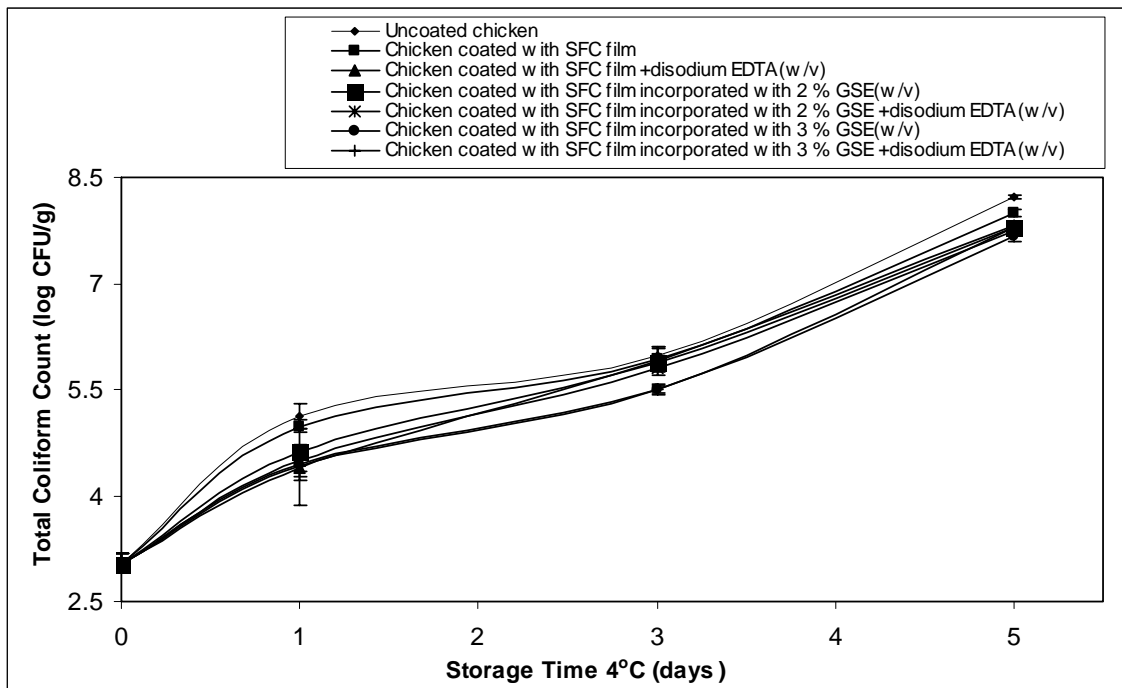 Uncoated chicken
Chicken coated with SFC film
Chicken coated with SFC film +disodium EDTA(w/v)
Chicken coated with SFC film incorporated with 2 % GSE(w/v)
Chicken coated with SFC film incorporated with 2 % GSE +disodium EDTA(w/v)
Chicken coated with SFC film incorporated with 3 % GSE(w/v)
Chicken coated with SFC film incorporated with 3 % GSE +disodium EDTA(w/v)
Total Coliform Count (log CFU/g)
8.5
7
5.5
4
2.5
0 1 2 3 4 5
Storage Time 4°C (days )